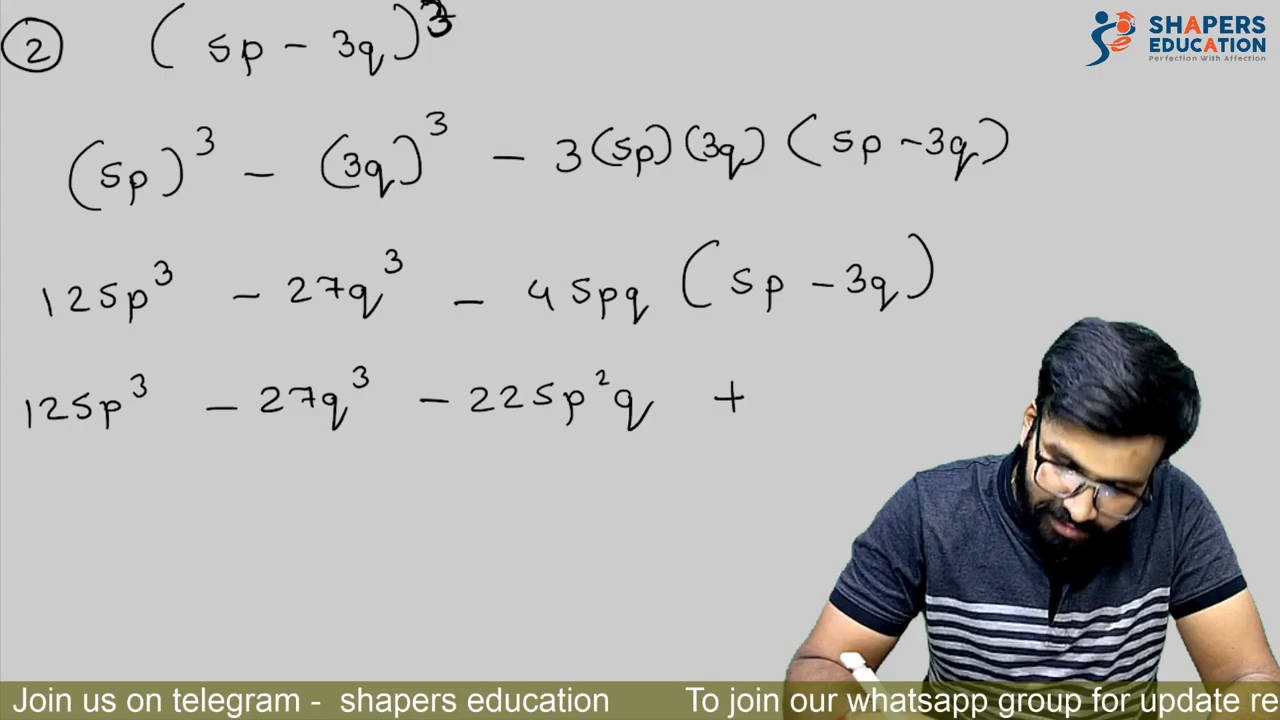 ② (5p - 3q)³
SHAPERS
EDUCATION
Perfection With Affection
(5p)³ - (3q)³ - 3(5p)(3q)(5p - 3q)
125p³ - 27q³ - 45pq (5p - 3q)
125p³ - 27q³ - 225p²q +
Join us on telegram - shapers education To join our whatsapp group for update re